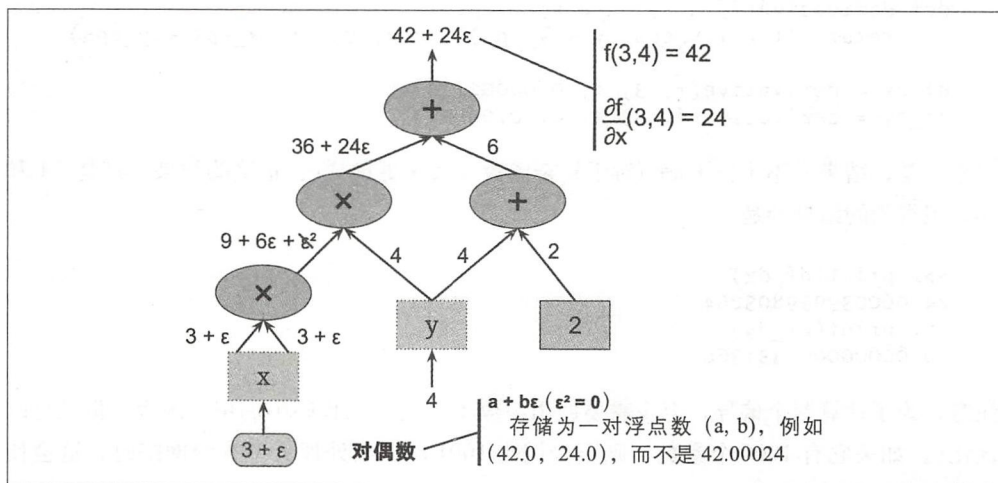 42 + 24ε
f(3,4) = 42
∂f/∂x(3,4) = 24
+
36 + 24ε
6
×
+
9 + 6ε + ε²
4
4
2
×
3 + ε
3 + ε
y
2
x
4
3 + ε
对偶数
a + bε ( ε² = 0 )
存储为一对浮点数 (a, b)，例如
(42.0，24.0)，而不是 42.00024